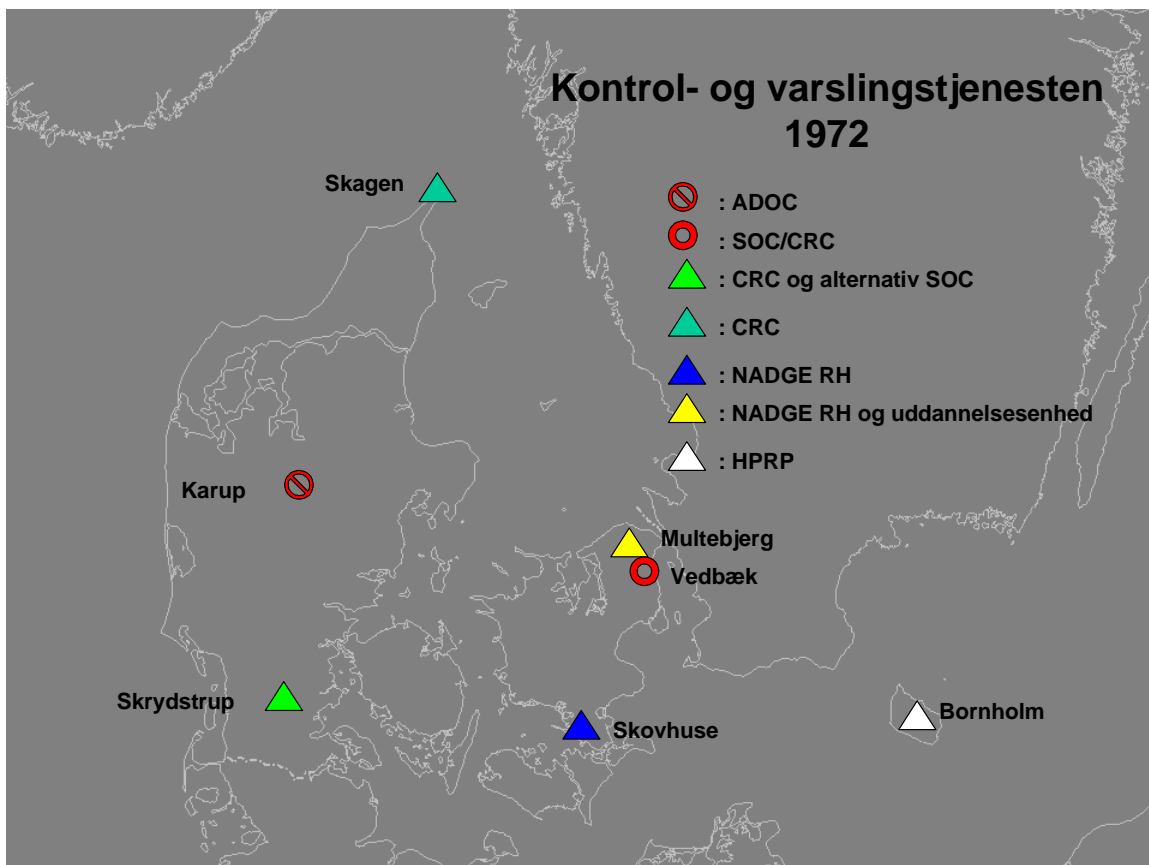 Kontrol- og varslingstjenesten
1972
Skagen
: ADOC
: SOC/CRC
: CRC og alternativ SOC
: CRC
: NADGE RH
: NADGE RH og uddannelsesenhed
: HPRP
Karup
Multebjerg
Vedbæk
Skrydstrup
Skovhuse
Bornholm